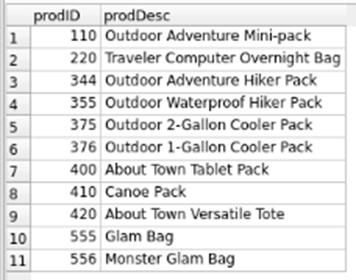 prodID prodDesc
1 110 Outdoor Adventure Mini-pack
2 220 Traveler Computer Overnight Bag
3 344 Outdoor Adventure Hiker Pack
4 355 Outdoor Waterproof Hiker Pack
5 375 Outdoor 2-Gallon Cooler Pack
6 376 Outdoor 1-Gallon Cooler Pack
7 400 About Town Tablet Pack
8 410 Canoe Pack
9 420 About Town Versatile Tote
10 555 Glam Bag
11 556 Monster Glam Bag